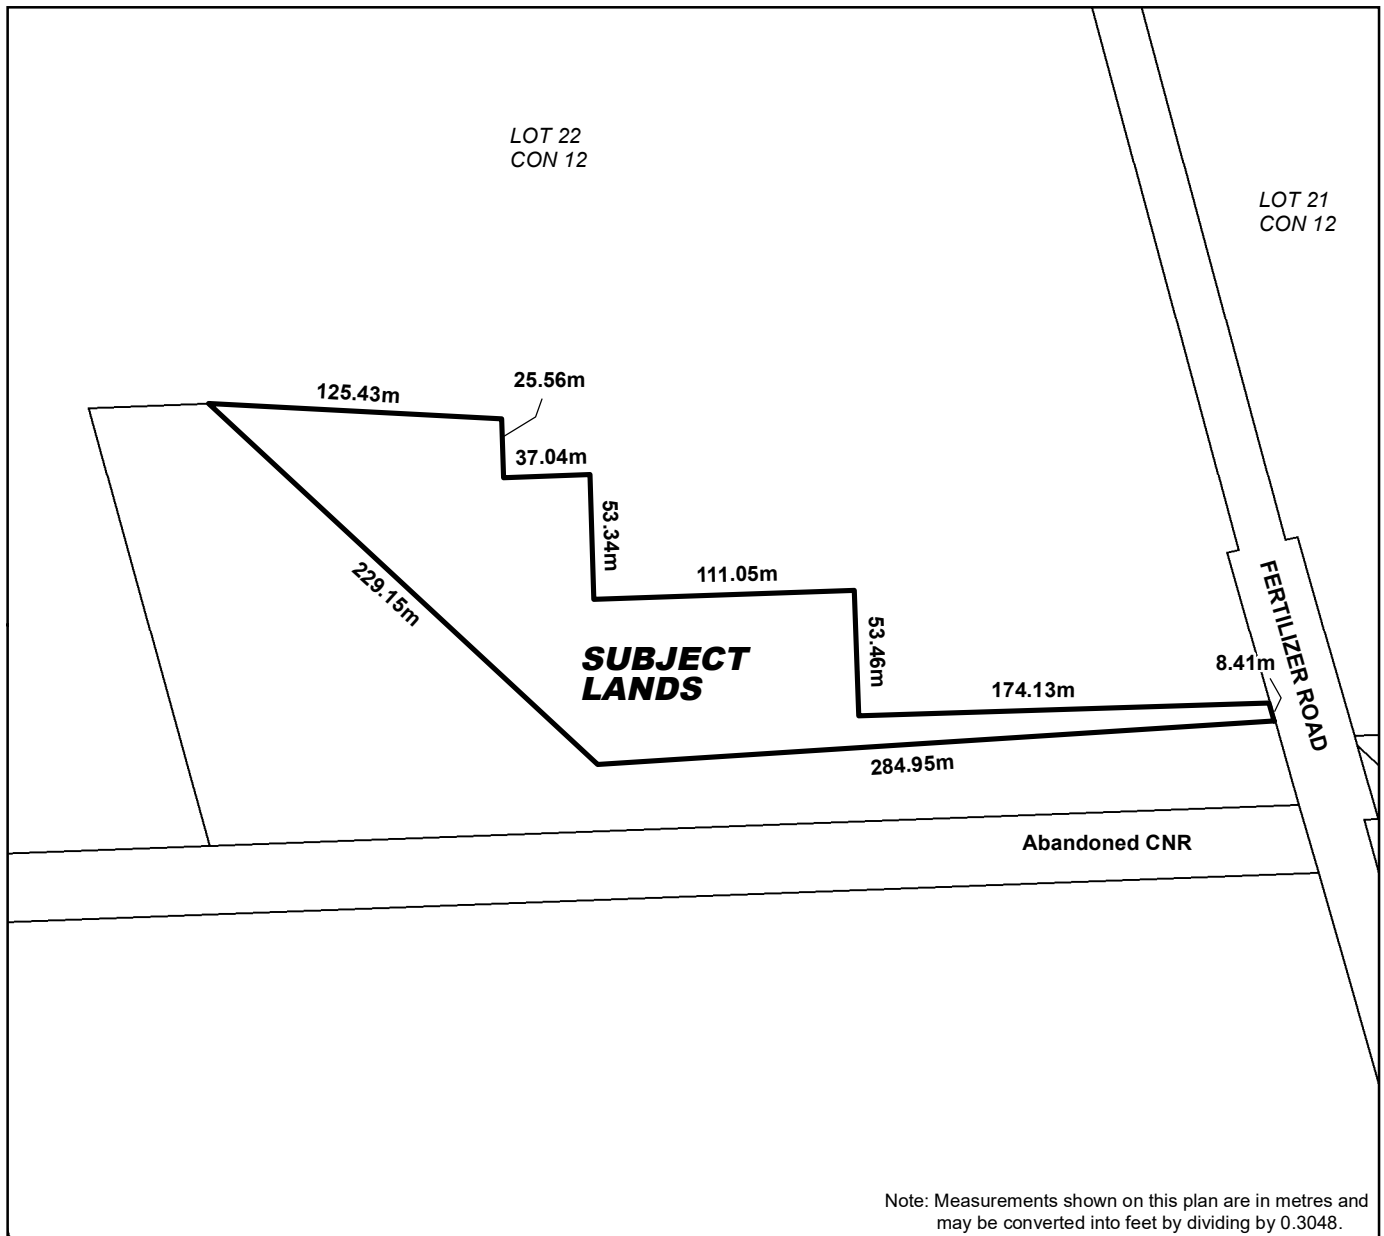 LOT 22
CON 12
LOT 21
CON 12
125.43m
25.56m
37.04m
53.34m
229.15m
111.05m
SUBJECT
LANDS
53.46m
174.13m
8.41m
FERTILIZER ROAD
284.95m
Abandoned CNR
Note: Measurements shown on this plan are in metres and
may be converted into feet by dividing by 0.3048.